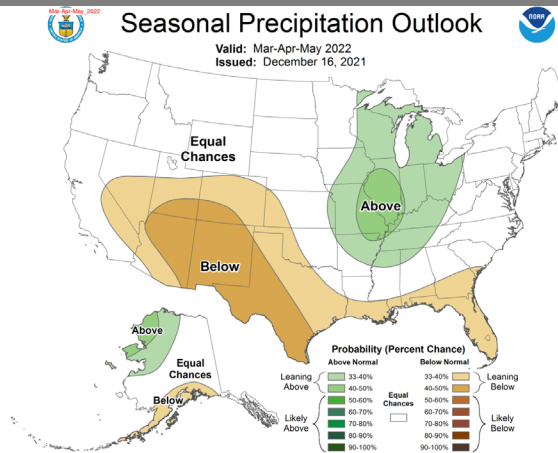 Mar-Apr-May_2022
Seasonal Precipitation Outlook
NOAA
Valid: Mar-Apr-May 2022
Issued: December 16, 2021
Equal
Chances
Above
Below
Above
Equal
Chances
Below
Probability (Percent Chance)
Above Normal
Below Normal
Leaning
Above
33-40%
40-50%
Likely
Above
50-60%
60-70%
70-80%
80-90%
90-100%
Equal
Chances
33-40%
40-50%
Leaning
Below
50-60%
60-70%
70-80%
80-90%
90-100%
Likely
Below